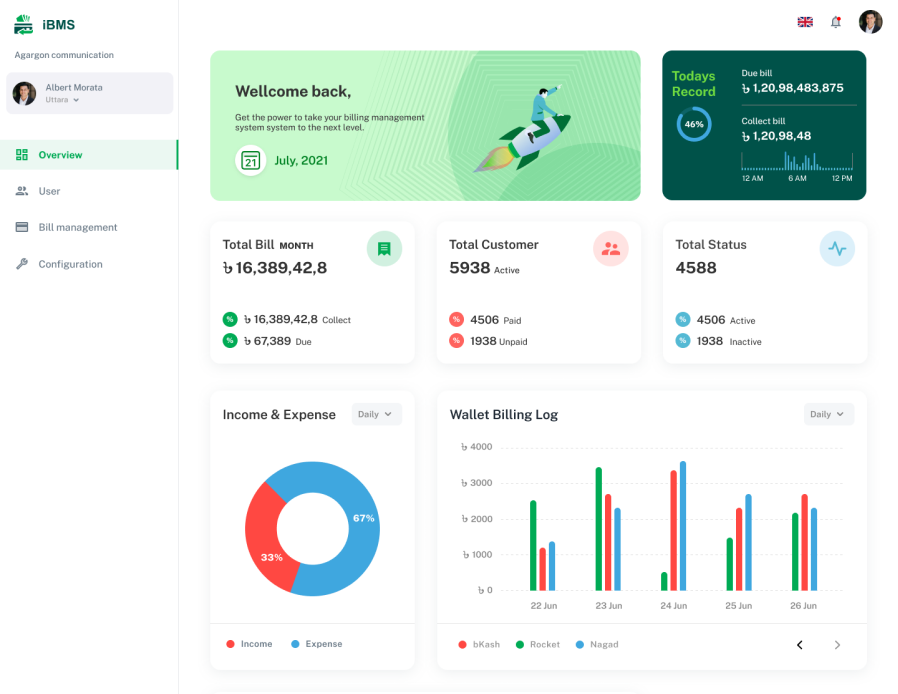 iBMS
Agargon communication
Albert Morata
Uttara
Overview
User
Bill management
Configuration
Wellcome back,
Get the power to take your billing management
system system to the next level.
21
July, 2021
Todays
Record
46%
Due bill
৳ 1,20,98,483,875
Collect bill
৳ 1,20,98,48
12 AM 6 AM 12 PM
Total Bill MONTH
৳ 16,389,42,8
% ৳ 16,389,42,8 Collect
% ৳ 67,389 Due
Total Customer
5938 Active
% 4506 Paid
% 1938 Unpaid
Total Status
4588
% 4506 Active
% 1938 Inactive
Income & Expense
Daily
67%
33%
Income Expense
Wallet Billing Log
Daily
৳ 4000
৳ 3000
৳ 2000
৳ 1000
৳ 0
22 Jun 23 Jun 24 Jun 25 Jun 26 Jun
bKash Rocket Nagad